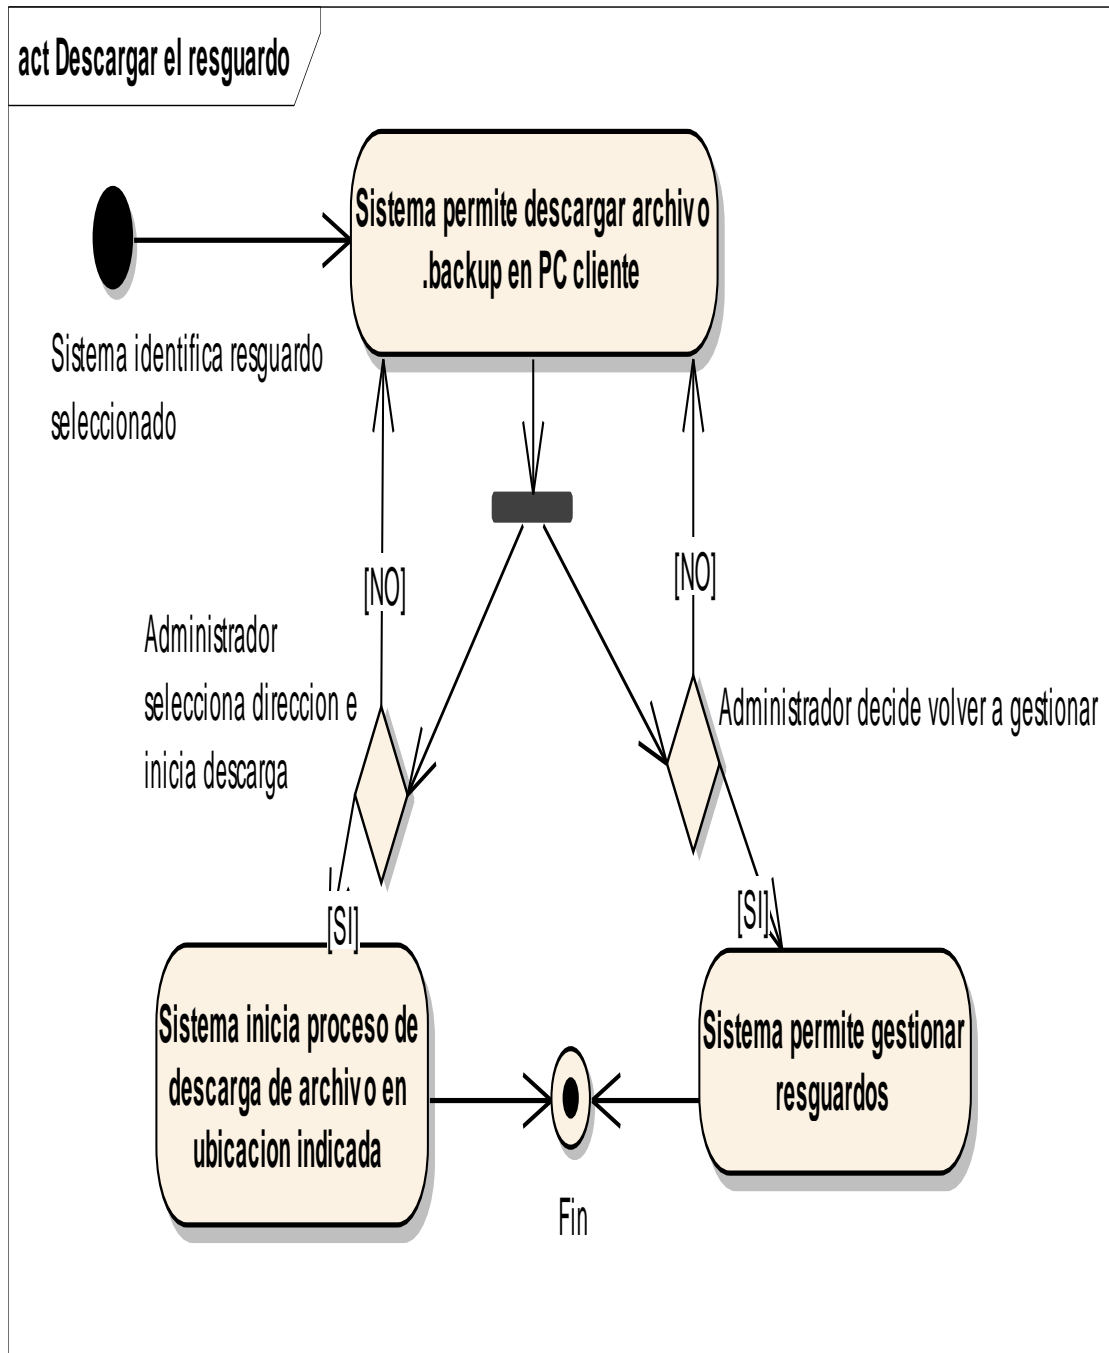 act Descargar el resguardo
Sistema permite descargar archivo
.backup en PC cliente
Sistema identifica resguardo
seleccionado
[NO]
[NO]
Administrador
selecciona direccion e
inicia descarga
Administrador decide volver a gestionar
[SI]
[SI]
Sistema inicia proceso de
descarga de archivo en
ubicacion indicada
Sistema permite gestionar
resguardos
Fin